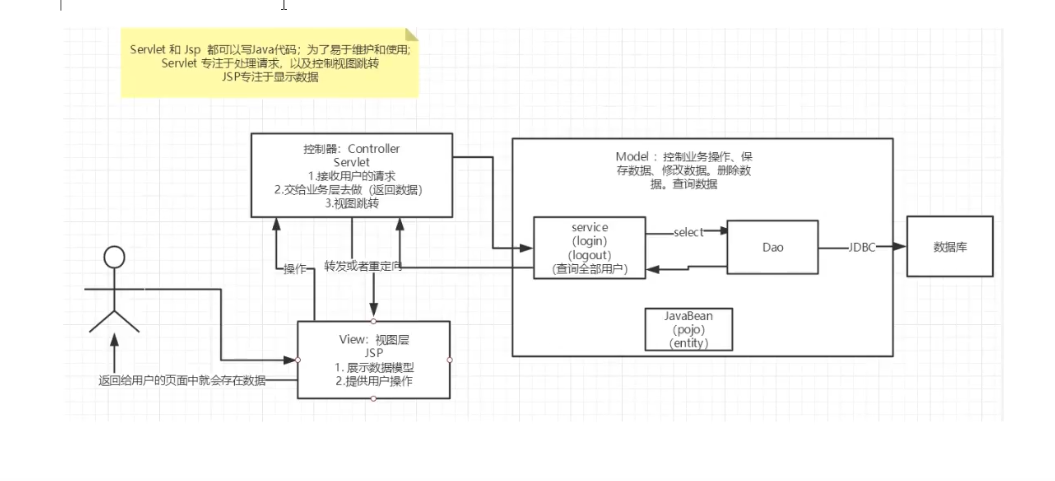 Servlet 和 Jsp 都可以写Java代码；为了易于维护和使用;
Servlet 专注于处理请求，以及控制视图跳转
JSP专注于显示数据
控制器：Controller
Servlet
1.接收用户的请求
2.交给业务层去做（返回数据）
3.视图跳转
Model ：控制业务操作、保
存数据、修改数据。删除数
据。查询数据
service
(login)
(logout)
(查询全部用户)
select
Dao
JDBC
数据库
JavaBean
(pojo)
(entity)
操作
转发或者重定向
View：视图层
JSP
1. 展示数据模型
2.提供用户操作
返回给用户的页面中就会存在数据